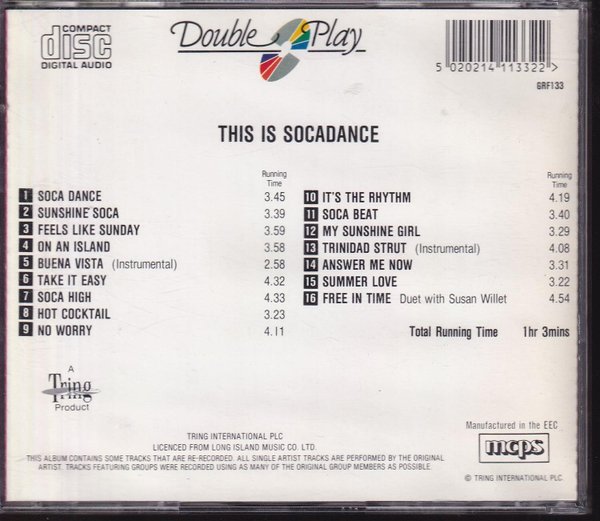 COMPACT
disc
DIGITAL AUDIO
Double Play
5 020214 113322 >
GRF133
THIS IS SOCADANCE
Running
Time
1 SOCA DANCE 3.45
2 SUNSHINE SOCA 3.39
3 FEELS LIKE SUNDAY 3.59
4 ON AN ISLAND 3.58
5 BUENA VISTA (Instrumental) 2.58
6 TAKE IT EASY 4.32
7 SOCA HIGH 4.33
8 HOT COCKTAIL 3.23
9 NO WORRY 4.11
Running
Time
10 IT'S THE RHYTHM 4.19
11 SOCA BEAT 3.40
12 MY SUNSHINE GIRL 3.29
13 TRINIDAD STRUT (Instrumental) 4.08
14 ANSWER ME NOW 3.31
15 SUMMER LOVE 3.22
16 FREE IN TIME Duet with Susan Willet 4.54
Total Running Time 1hr 3mins
A
Tring
Product
TRING INTERNATIONAL PLC
LICENCED FROM LONG ISLAND MUSIC CO. LTD.
THIS ALBUM CONTAINS SOME TRACKS THAT ARE RE-RECORDED. ALL SINGLE ARTIST TRACKS ARE PERFORMED BY THE ORIGINAL
ARTIST. TRACKS FEATURING GROUPS WERE RECORDED USING AS MANY OF THE ORIGINAL GROUP MEMBERS AS POSSIBLE.
Manufactured in the EEC
mcps
© TRING INTERNATIONAL PLC